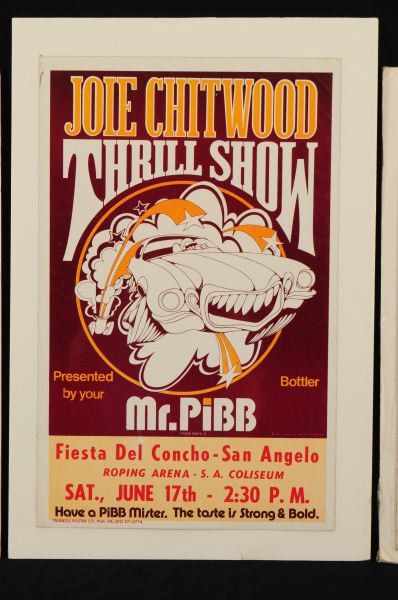 JOIE CHITWOOD
THRILL SHOW
Presented
by your
Bottler
Mr. PiBB
Fiesta Del Concho - San Angelo
ROPING ARENA - S. A. COLISEUM
SAT., JUNE 17th - 2:30 P. M.
Have a PiBB Mister. The taste is Strong & Bold.